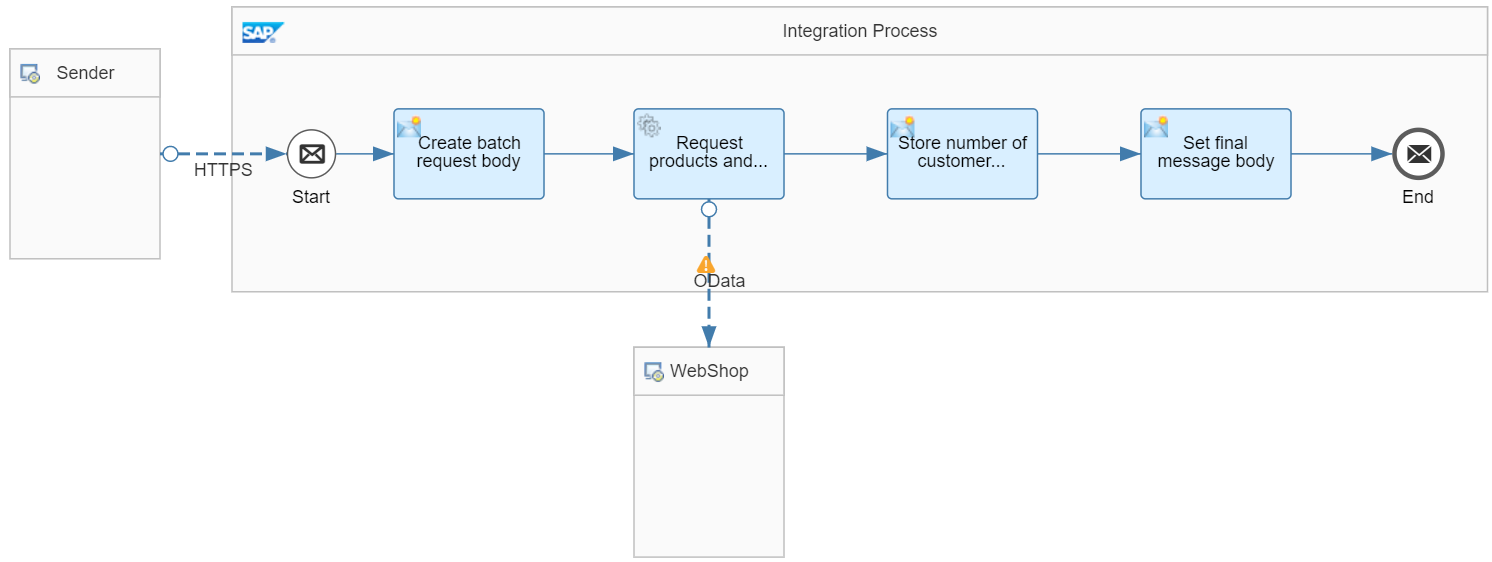 SAP
Integration Process
Sender
HTTPS
Start
Create batch
request body
Request
products and...
Store number of
customer...
Set final
message body
End
OData
WebShop